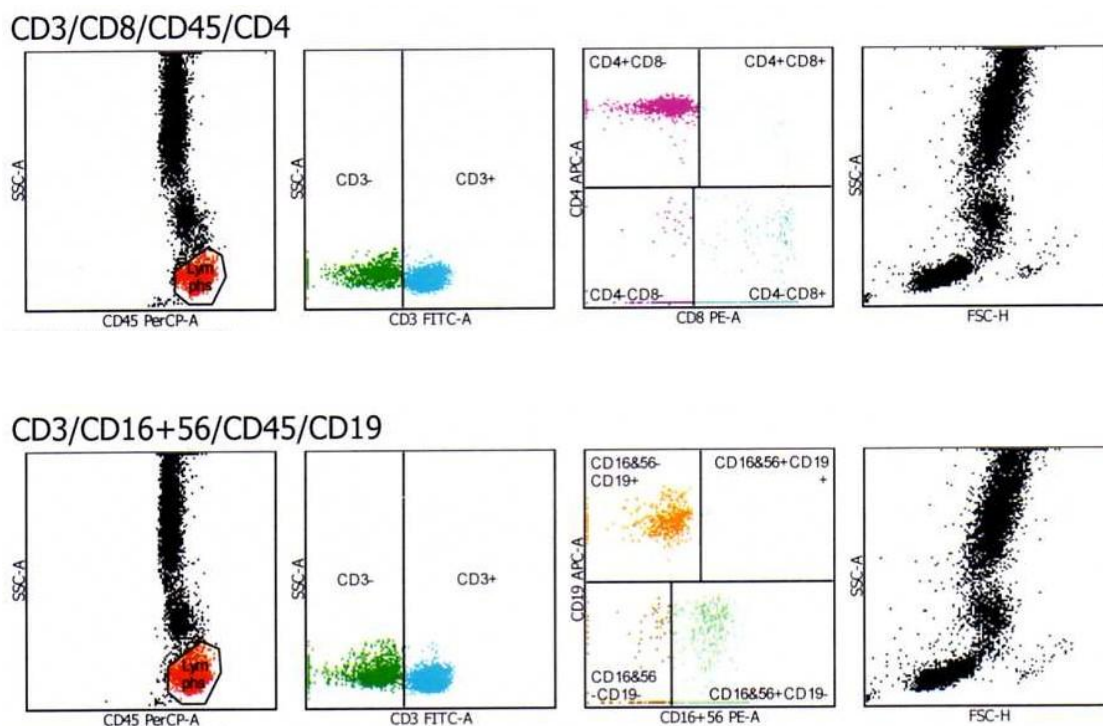 CD3/CD8/CD45/CD4
SSC-A
Lym
phs
CD45 PerCP-A
SSC-A
CD3-
CD3+
CD3 FITC-A
CD4 APC-A
CD4+CD8-
CD4+CD8+
CD4-CD8-
CD4-CD8+
CD8 PE-A
SSC-A
FSC-H
CD3/CD16+56/CD45/CD19
SSC-A
Lym
phs
CD45 PerCP-A
SSC-A
CD3-
CD3+
CD3 FITC-A
CD19 APC-A
CD16&56-
CD19+
CD16&56+CD19
+
CD16&56
-CD19-
CD16&56+CD19-
CD16+56 PE-A
SSC-A
FSC-H